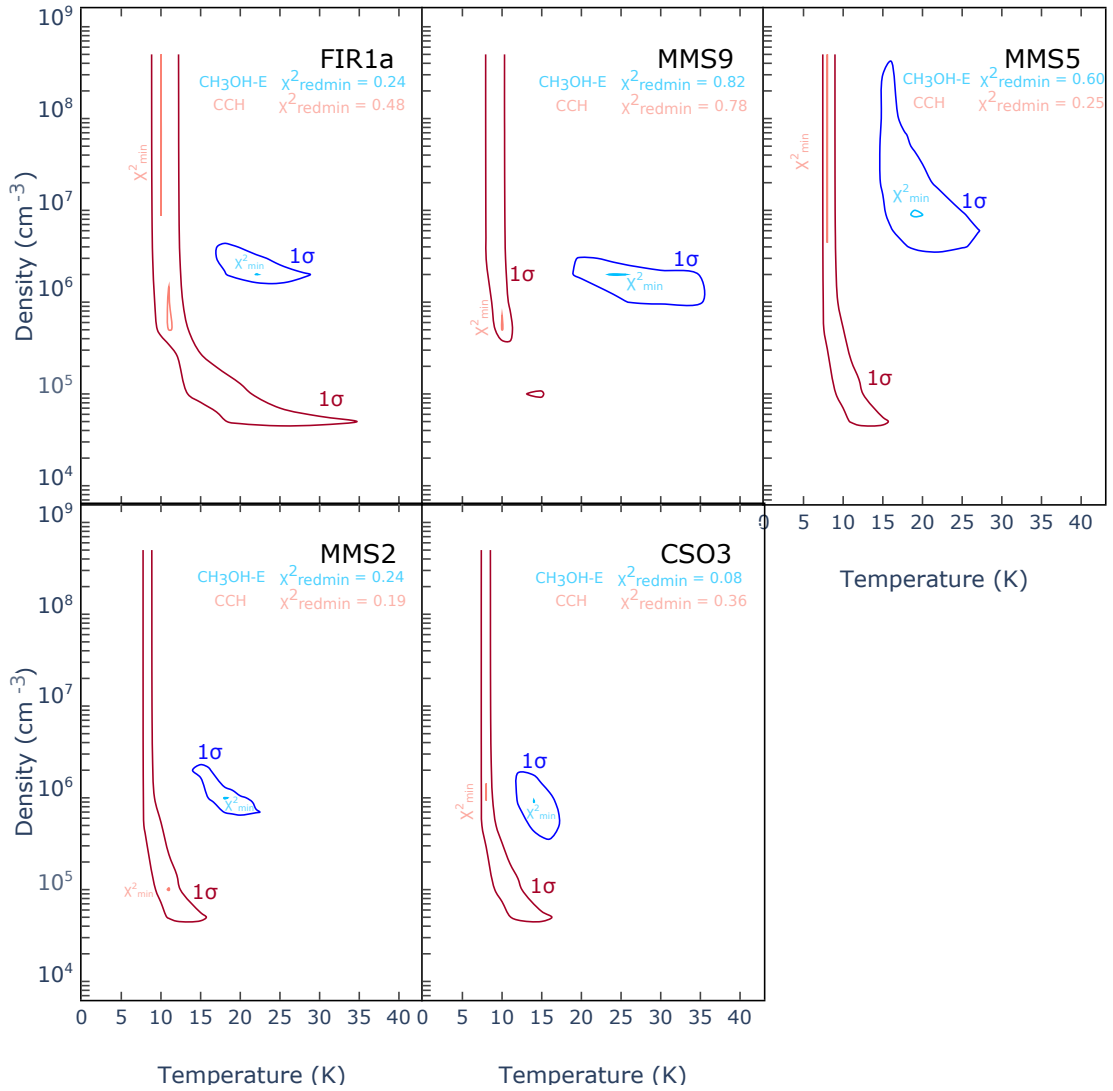 10⁹
10⁸
10⁷
10⁶
10⁵
10⁴
Density (cm⁻³)
FIR1a
CH₃OH-E χ²redmin = 0.24
CCH χ²redmin = 0.48
χ²min
1σ
χ²min
1σ
MMS9
CH₃OH-E χ²redmin = 0.82
CCH χ²redmin = 0.78
1σ
χ²min
1σ
χ²min
MMS5
CH₃OH-E χ²redmin = 0.60
CCH χ²redmin = 0.25
χ²min
χ²min
1σ
1σ
0 5 10 15 20 25 30 35 40
Temperature (K)
10⁹
10⁸
10⁷
10⁶
10⁵
10⁴
Density (cm⁻³)
MMS2
CH₃OH-E χ²redmin = 0.24
CCH χ²redmin = 0.19
1σ
χ²min
χ²min
1σ
0 5 10 15 20 25 30 35 40
Temperature (K)
CSO3
CH₃OH-E χ²redmin = 0.08
CCH χ²redmin = 0.36
1σ
χ²min
χ²min
1σ
0 5 10 15 20 25 30 35 40
Temperature (K)